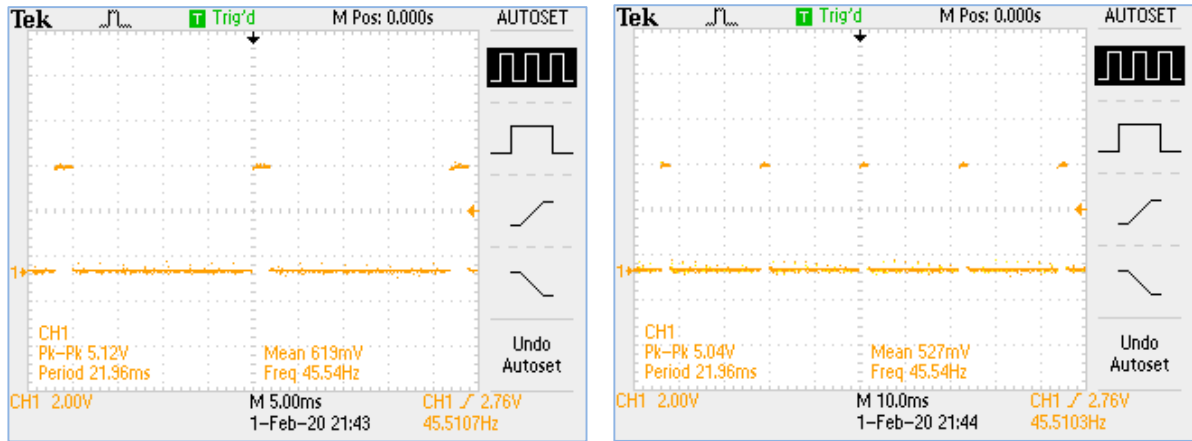 Tek T Trig'd M Pos: 0.000s AUTOSET
1
CH1
Pk-Pk 5.12V Mean 619mV
Period 21.96ms Freq 45.54Hz
Undo
Autoset
CH1 2.00V M 5.00ms CH1 2.76V
1-Feb-20 21:43 45.5107Hz
Tek T Trig'd M Pos: 0.000s AUTOSET
1
CH1
Pk-Pk 5.04V Mean 527mV
Period 21.96ms Freq 45.54Hz
Undo
Autoset
CH1 2.00V M 10.0ms CH1 2.76V
1-Feb-20 21:44 45.5103Hz